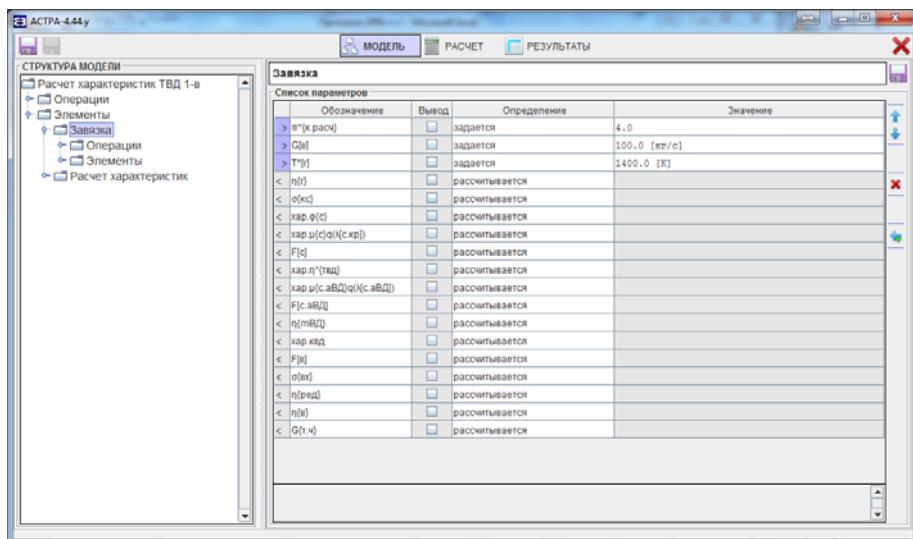 АСТРА-4.44.y
МОДЕЛЬ РАСЧЕТ РЕЗУЛЬТАТЫ
СТРУКТУРА МОДЕЛИ
Расчет характеристик ТВД 1-в
Операции
Элементы
Завязка
Операции
Элементы
Расчет характеристик
Завязка
Список параметров
Обозначение Вывод Определение Значение
> π*{к.расч} задается 4.0
> G[в] задается 100.0 [кг/с]
> T*[г] задается 1400.0 [К]
< η{г} рассчитывается
< σ{кс} рассчитывается
< хар.φ{с} рассчитывается
< хар.μ{с}q(λ{с.кр}) рассчитывается
< F[с] рассчитывается
< хар.η*{твд} рассчитывается
< хар.μ{с.аВД}q(λ{с.аВД}) рассчитывается
< F[с.аВД] рассчитывается
< η{mВД} рассчитывается
< хар.квд рассчитывается
< F[в] рассчитывается
< σ{вх} рассчитывается
< η{ред} рассчитывается
< η{в} рассчитывается
< G{т.ч} рассчитывается